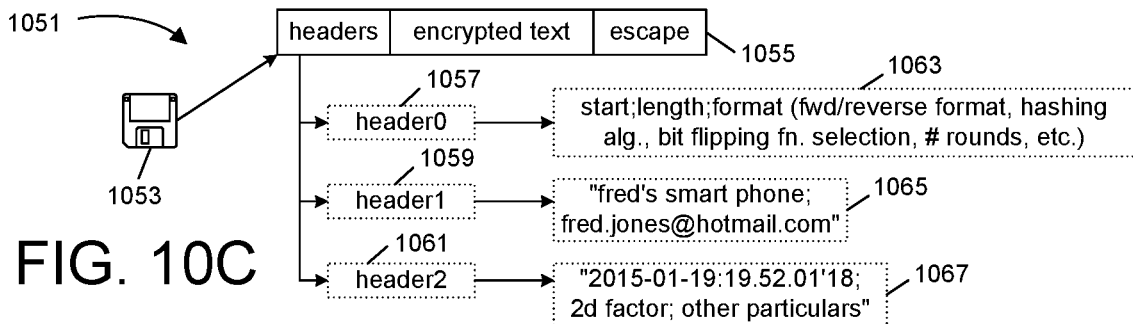 1051
headers encrypted text escape
1055
1053
1057
header0
1063
start;length;format (fwd/reverse format, hashing
alg., bit flipping fn. selection, # rounds, etc.)
1059
header1
"fred's smart phone;
fred.jones@hotmail.com"
1065
FIG. 10C
1061
header2
"2015-01-19:19.52.01'18;
2d factor; other particulars"
1067